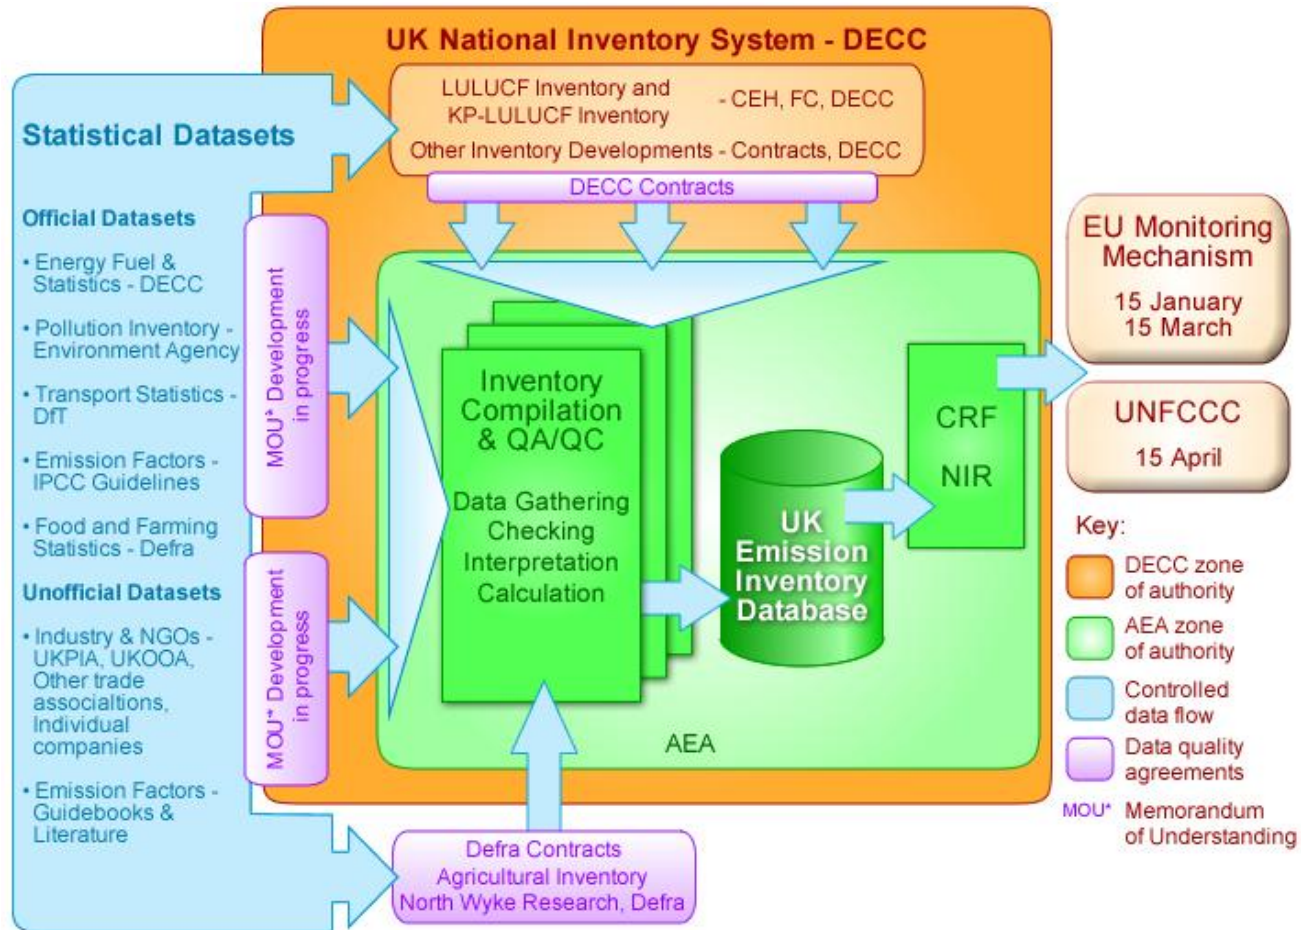 UK National Inventory System - DECC
LULUCF Inventory and
KP-LULUCF Inventory
- CEH, FC, DECC
Other Inventory Developments - Contracts, DECC
DECC Contracts
Statistical Datasets
Official Datasets
• Energy Fuel &
Statistics - DECC
• Pollution Inventory -
Environment Agency
• Transport Statistics -
DfT
• Emission Factors -
IPCC Guidelines
• Food and Farming
Statistics - Defra
Unofficial Datasets
• Industry & NGOs -
UKPIA, UKOOA,
Other trade
associaltions,
Individual
companies
• Emission Factors -
Guidebooks &
Literature
MOU* Development
in progress
MOU* Development
in progress
Inventory
Compilation
& QA/QC
Data Gathering
Checking
Interpretation
Calculation
UK
Emission
Inventory
Database
CRF
NIR
AEA
Defra Contracts
Agricultural Inventory
North Wyke Research, Defra
EU Monitoring
Mechanism
15 January
15 March
UNFCCC
15 April
Key:
DECC zone
of authority
AEA zone
of authority
Controlled
data flow
Data quality
agreements
MOU* Memorandum
of Understanding